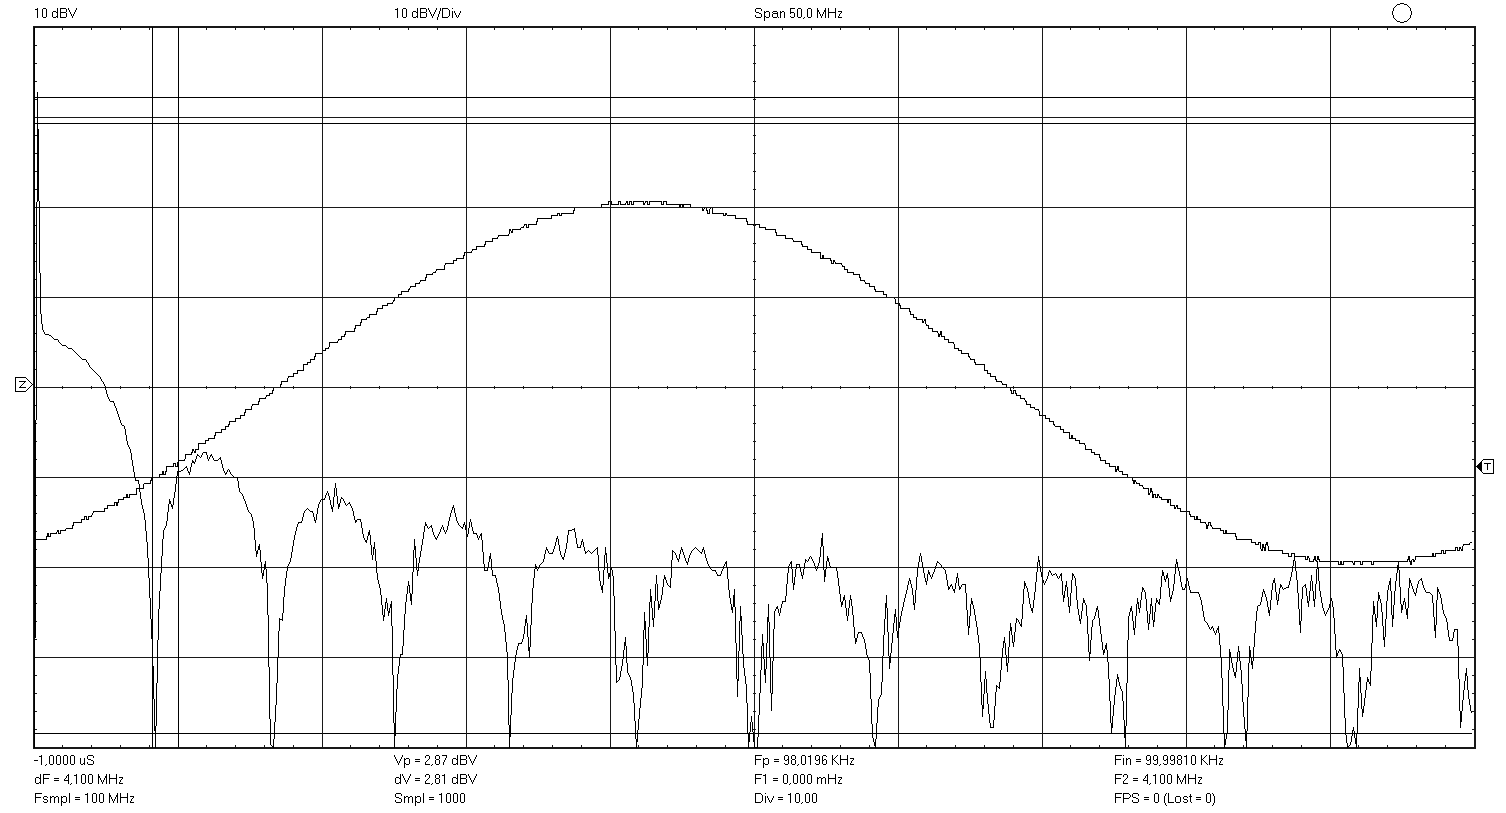 10 dBV 10 dBV/Div Span 50,0 MHz
Z
T
-1,0000 uS Vp = 2,87 dBV Fp = 98,0196 KHz Fin = 99,99810 KHz
dF = 4,100 MHz dV = 2,81 dBV F1 = 0,000 mHz F2 = 4,100 MHz
Fsmpl = 100 MHz Smpl = 1000 Div = 10,00 FPS = 0 (Lost = 0)